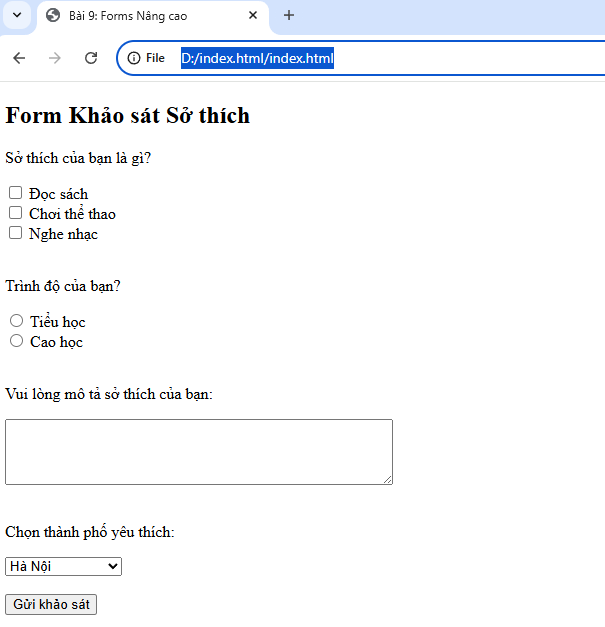 Bài 9: Forms Nâng cao
File D:/index.html/index.html
Form Khảo sát Sở thích
Sở thích của bạn là gì?
Đọc sách
Chơi thể thao
Nghe nhạc
Trình độ của bạn?
Tiểu học
Cao học
Vui lòng mô tả sở thích của bạn:
Chọn thành phố yêu thích:
Hà Nội
Gửi khảo sát